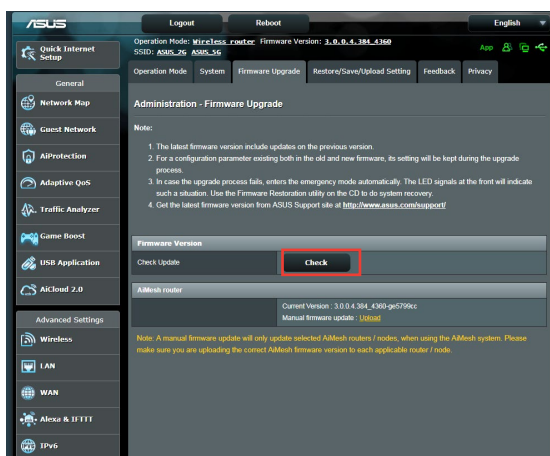 ASUS Logout Reboot English
Operation Mode: Wireless router Firmware Version: 3.0.0.4.384_4360
SSID: ASUS_2G ASUS_5G
App
Quick Internet
Setup
Operation Mode System Firmware Upgrade Restore/Save/Upload Setting Feedback Privacy
General
Network Map
Guest Network
AiProtection
Adaptive QoS
Traffic Analyzer
Game Boost
USB Application
AiCloud 2.0
Advanced Settings
Wireless
LAN
WAN
Alexa & IFTTT
IPv6
Administration - Firmware Upgrade
Note:
1. The latest firmware version include updates on the previous version.
2. For a configuration parameter existing both in the old and new firmware, its setting will be kept during the upgrade
process.
3. In case the upgrade process fails, enters the emergency mode automatically. The LED signals at the front will indicate
such a situation. Use the Firmware Restoration utility on the CD to do system recovery.
4. Get the latest firmware version from ASUS Support site at http://www.asus.com/support/
Firmware Version
Check Update Check
AiMesh router
Current Version : 3.0.0.4.384_4360-ge5799cc
Manual firmware update : Upload
Note: A manual firmware update will only update selected AiMesh routers / nodes, when using the AiMesh system. Please
make sure you are uploading the correct AiMesh firmware version to each applicable router / node.